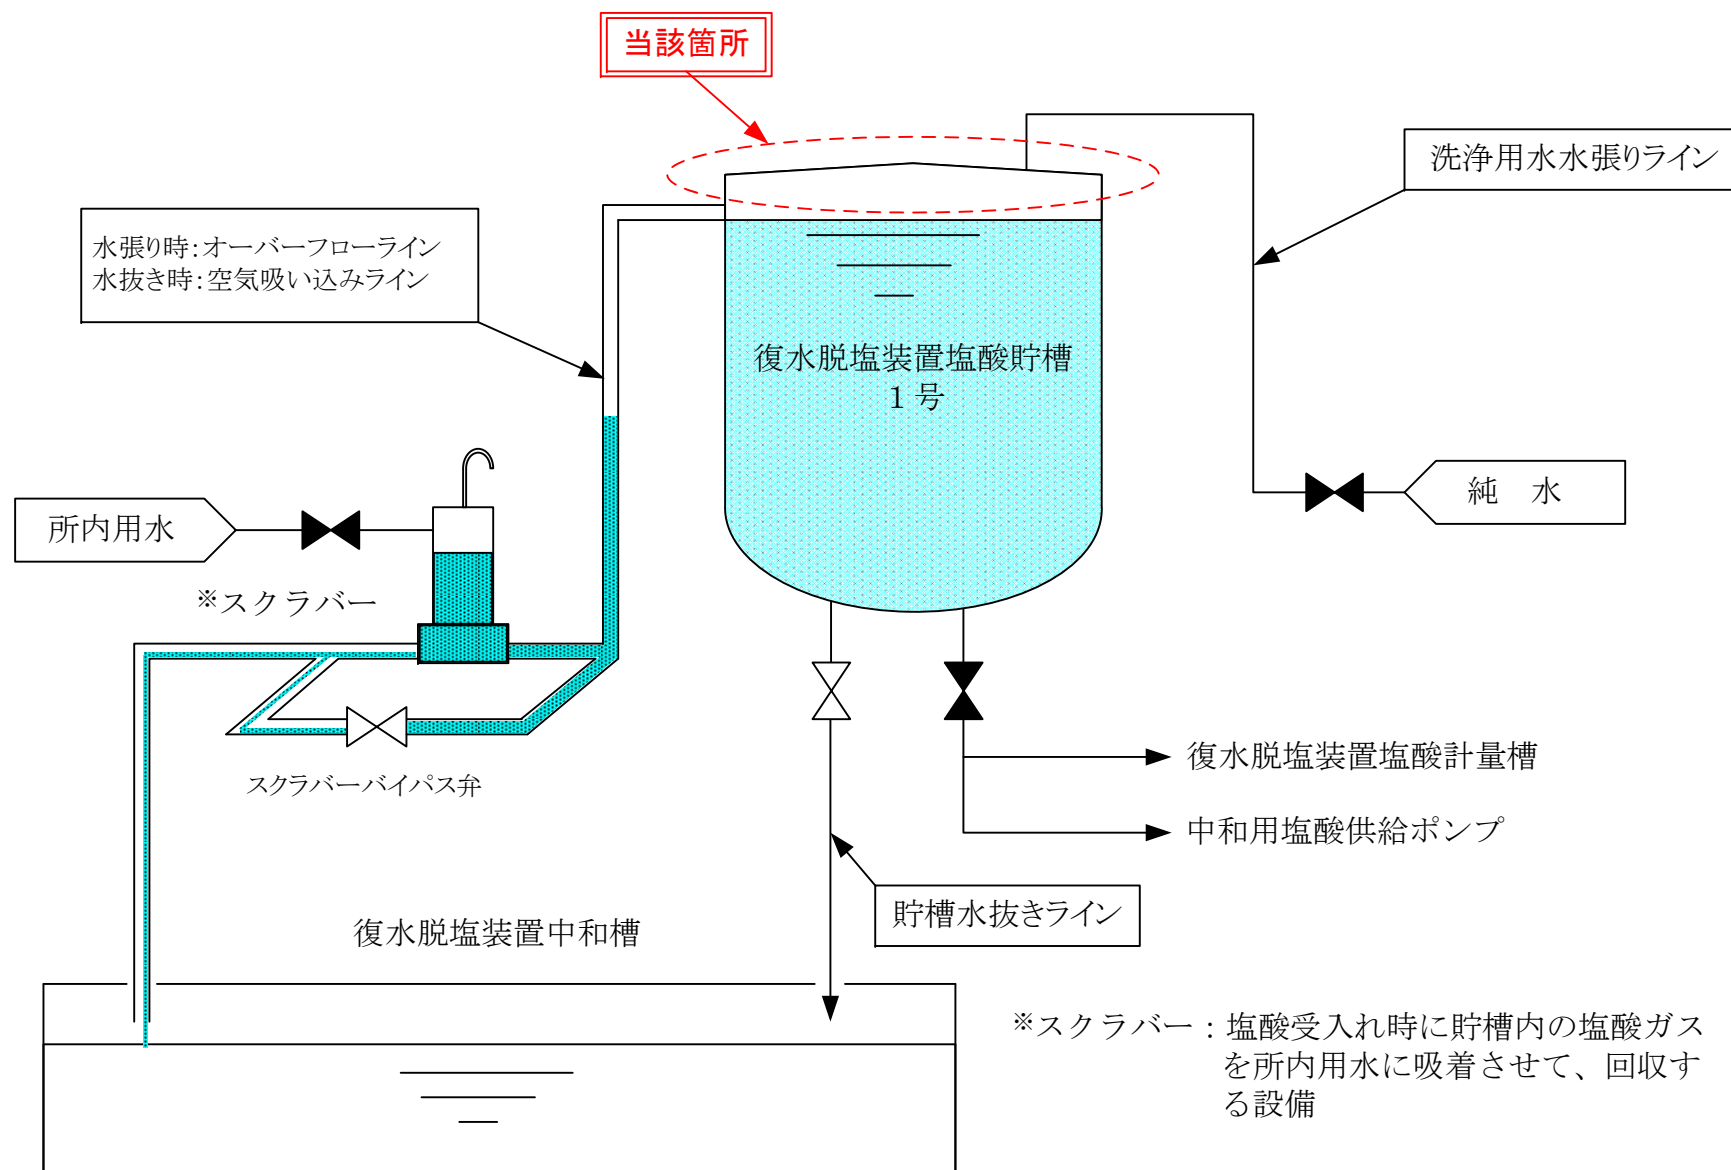 当該箇所
洗浄用水水張りライン
水張り時:オーバーフローライン
水抜き時:空気吸い込みライン
復水脱塩装置塩酸貯槽
1号
純 水
所内用水
※スクラバー
スクラバーバイパス弁
復水脱塩装置塩酸計量槽
中和用塩酸供給ポンプ
貯槽水抜きライン
復水脱塩装置中和槽
※スクラバー:塩酸受入れ時に貯槽内の塩酸ガス
を所内用水に吸着させて、回収す
る設備